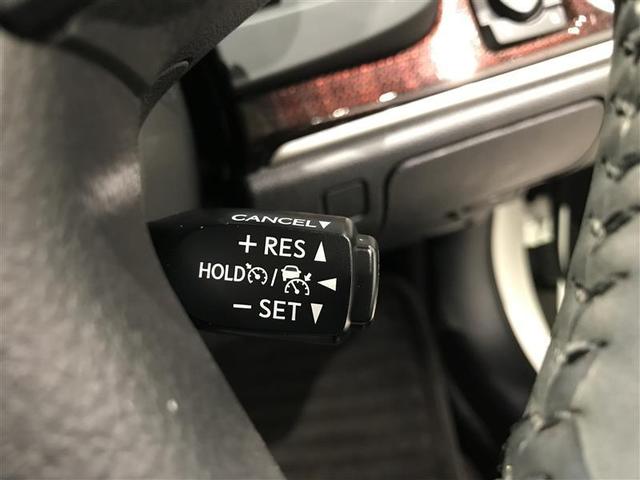 CANCEL▼
+ RES ▲
HOLD / ◀
− SET ▼